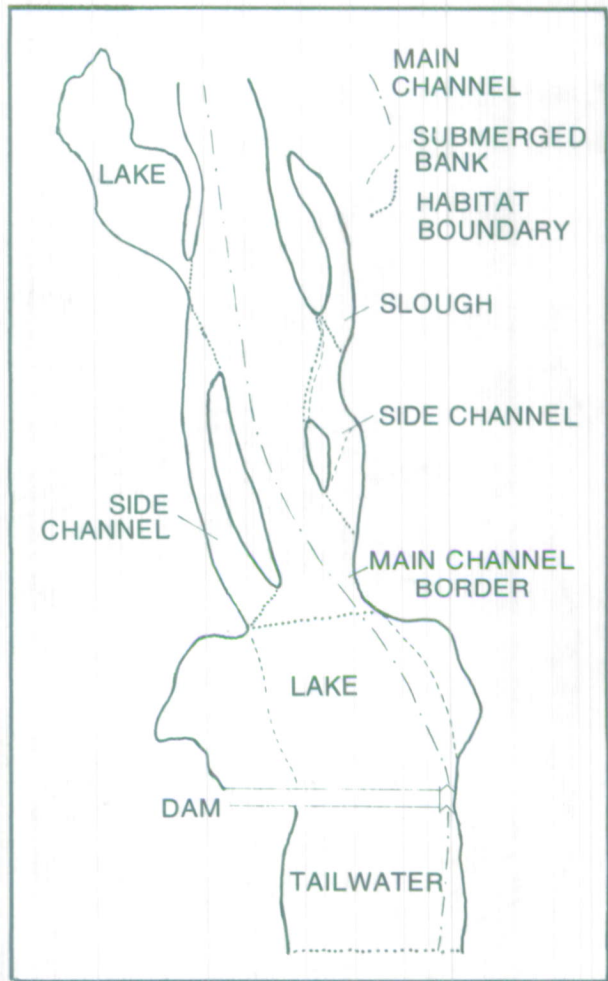 MAIN
CHANNEL
SUBMERGED
BANK
HABITAT
BOUNDARY
LAKE
SLOUGH
SIDE CHANNEL
SIDE
CHANNEL
MAIN CHANNEL
BORDER
LAKE
DAM
TAILWATER